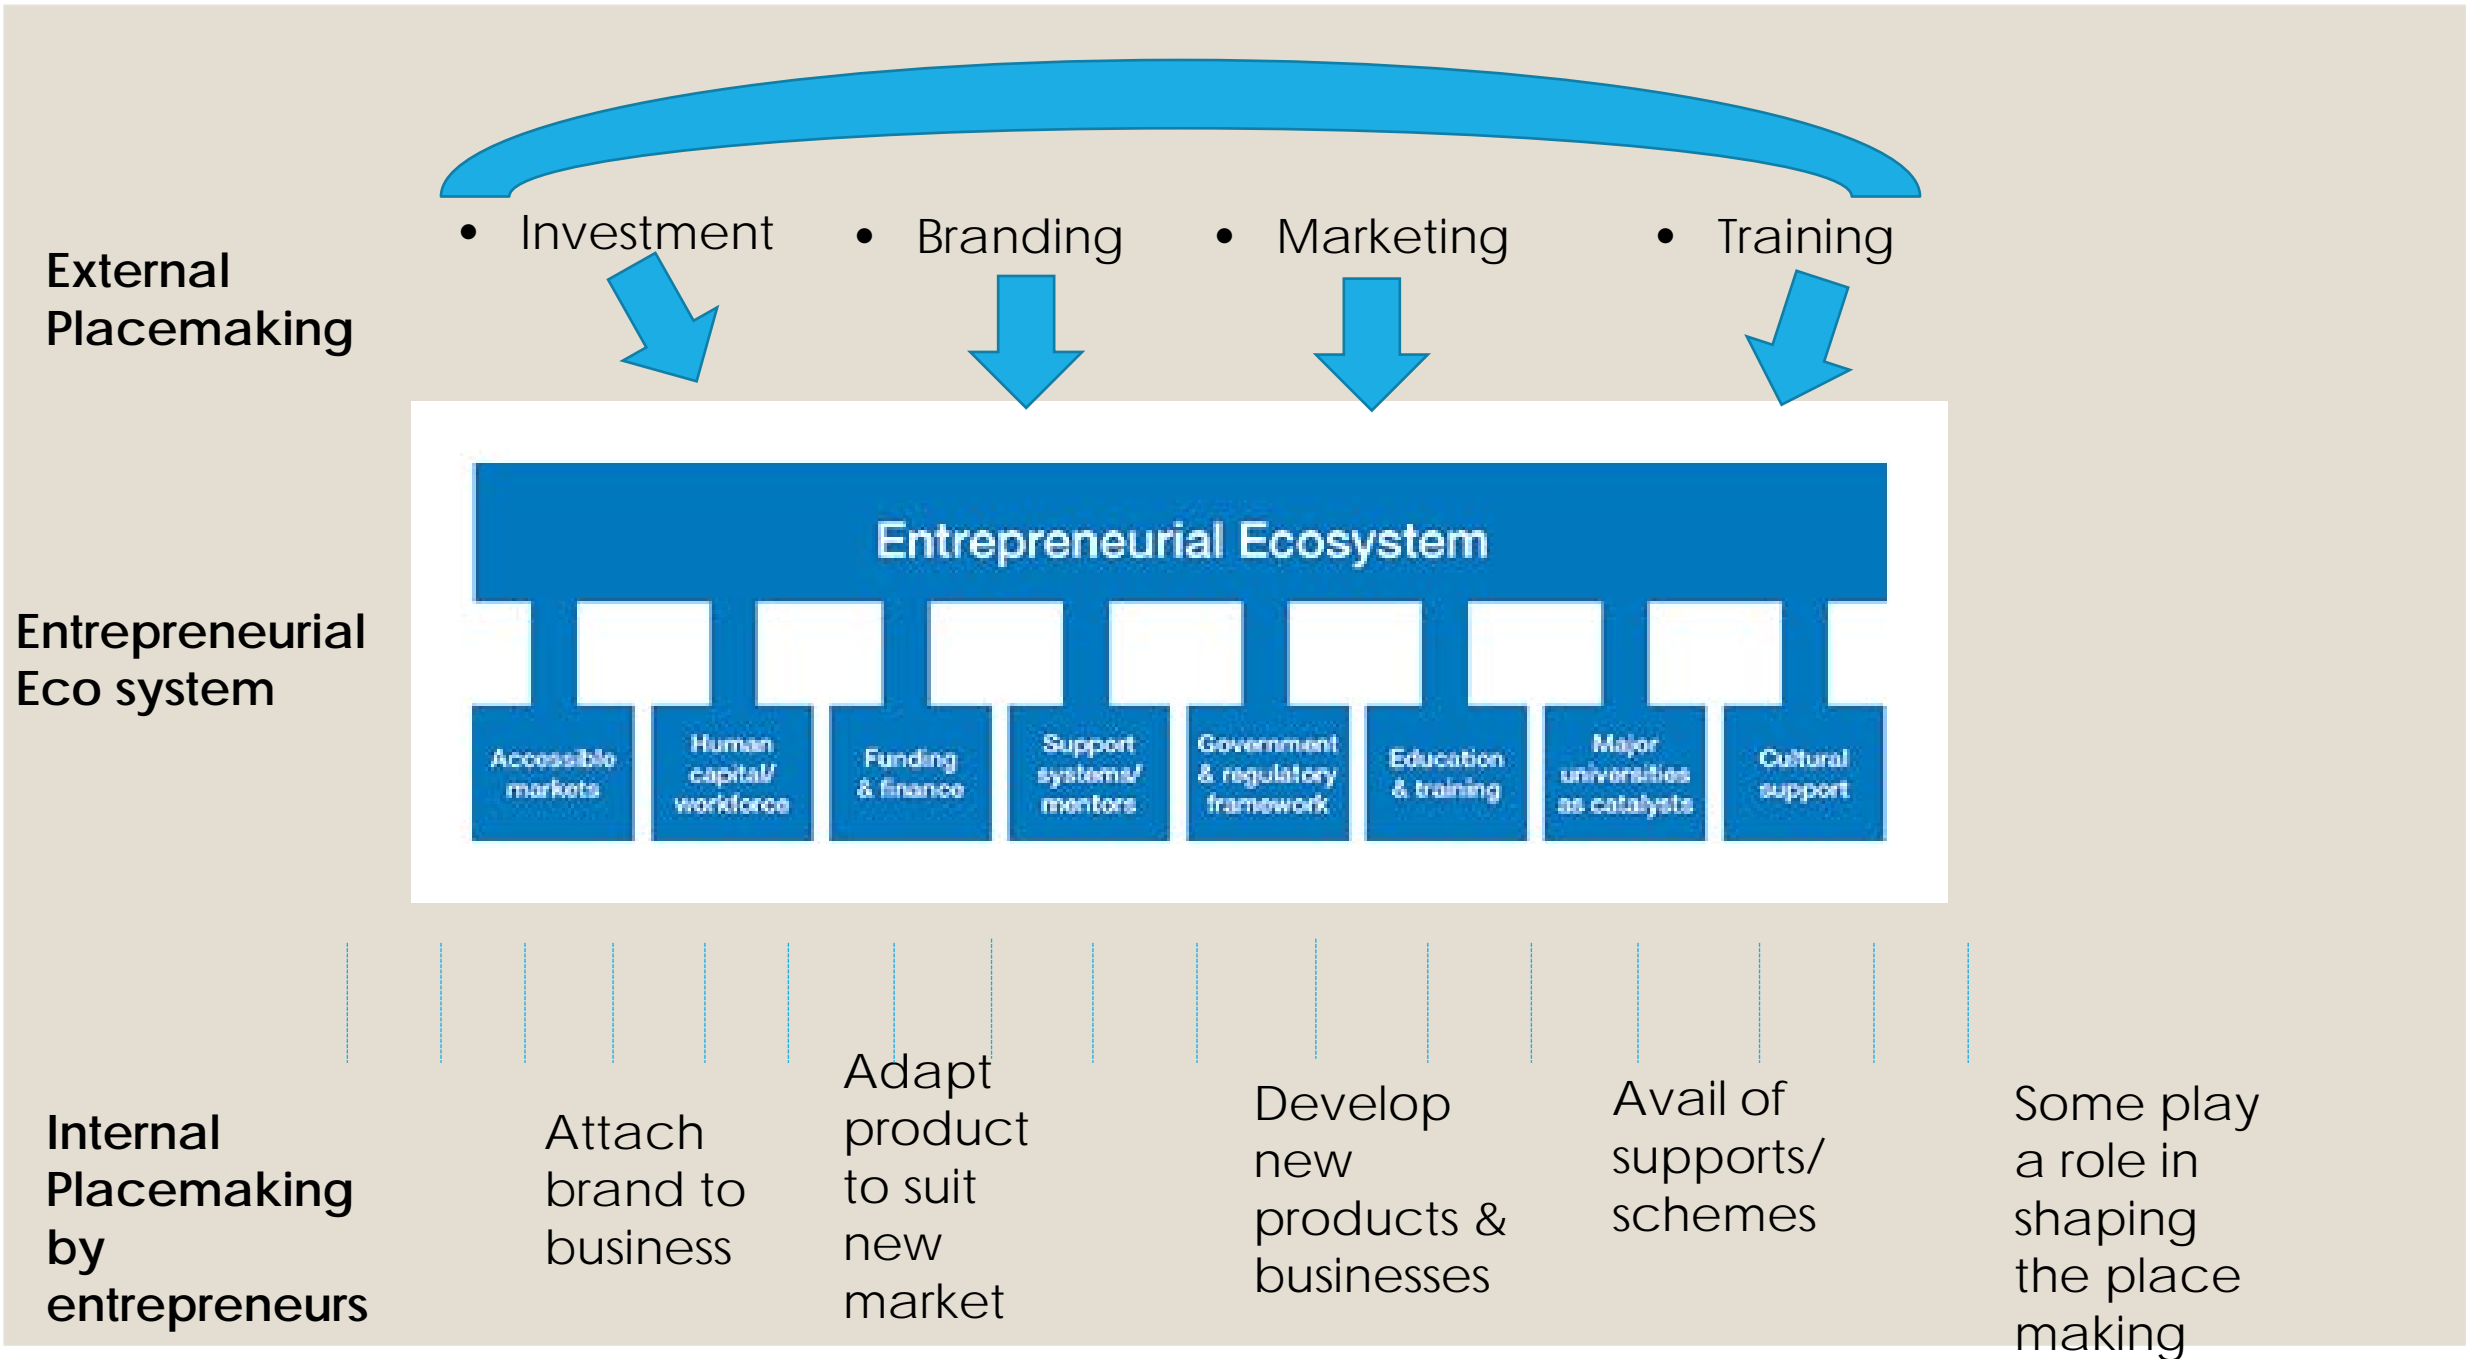 • Investment
• Branding
• Marketing
• Training
External
Placemaking
Entrepreneurial Ecosystem
Entrepreneurial
Eco system
Accessible
markets
Human
capital/
workforce
Funding
& finance
Support
systems/
mentors
Government
& regulatory
framework
Education
& training
Major
universities
as catalysts
Cultural
support
Internal
Placemaking
by
entrepreneurs
Attach
brand to
business
Adapt
product
to suit
new
market
Develop
new
products &
businesses
Avail of
supports/
schemes
Some play
a role in
shaping
the place
making